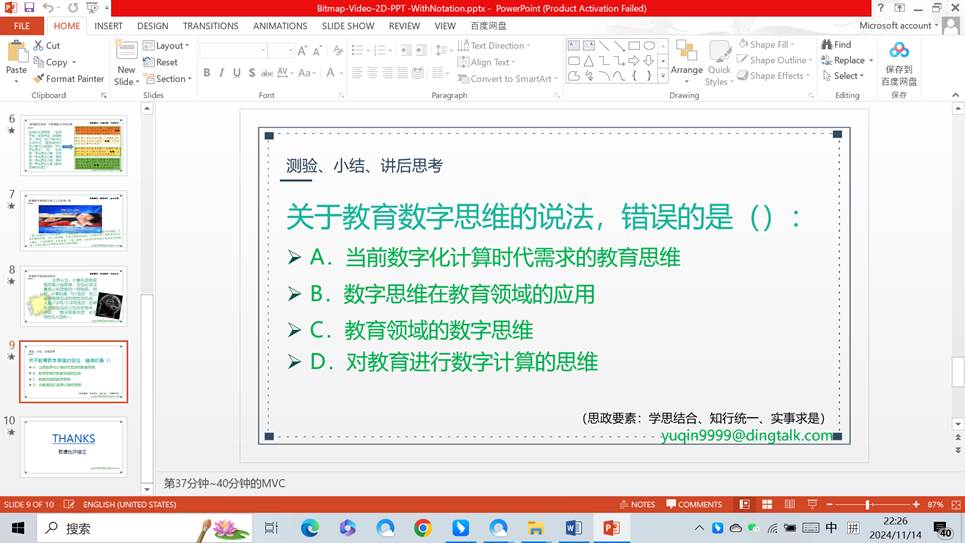 Bitmap-Video-2D-PPT -WithNotation.pptx - PowerPoint (Product Activation Failed)
FILE HOME INSERT DESIGN TRANSITIONS ANIMATIONS SLIDE SHOW REVIEW VIEW 百度网盘 Microsoft account
Paste
Cut
Copy
Format Painter
Clipboard
New Slide
Layout
Reset
Section
Slides
B I U S abc AV Aa A
Font
Text Direction
Align Text
Convert to SmartArt
Paragraph
Arrange
Quick Styles
Shape Fill
Shape Outline
Shape Effects
Drawing
Find
Replace
Select
Editing
保存到
百度网盘
保存
6
7
8
9
10
THANKS
敬请批评指正
测验、小结、讲后思考
关于教育数字思维的说法，错误的是（）：
A．当前数字化计算时代需求的教育思维
B．数字思维在教育领域的应用
C．教育领域的数字思维
D．对教育进行数字计算的思维
（思政要素：学思结合、知行统一、实事求是）
yuqin9999@dingtalk.com
第37分钟~40分钟的MVC
SLIDE 9 OF 10 ENGLISH (UNITED STATES) NOTES COMMENTS 87%
搜索
中 拼
22:26
2024/11/14
40